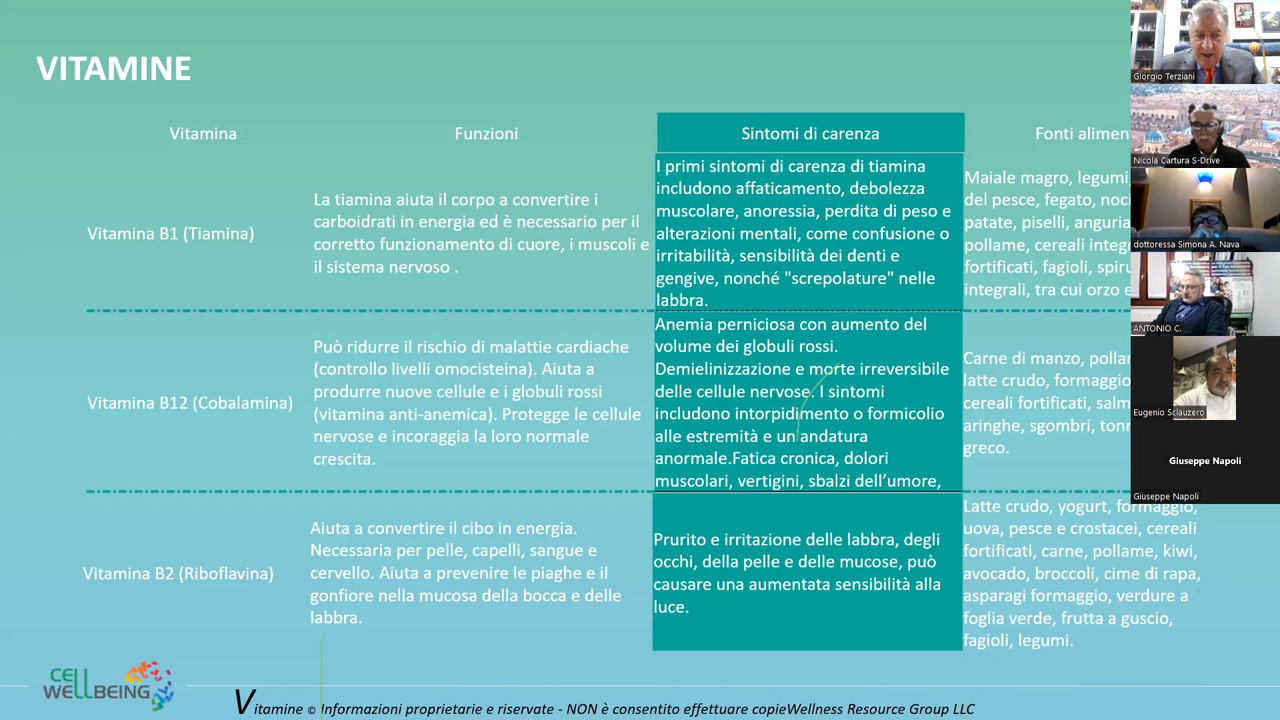 VITAMINE
Vitamina
Funzioni
Sintomi di carenza
Fonti alimen
Vitamina B1 (Tiamina)
La tiamina aiuta il corpo a convertire i
carboidrati in energia ed è necessario per il
corretto funzionamento di cuore, i muscoli e
il sistema nervoso .
I primi sintomi di carenza di tiamina
includono affaticamento, debolezza
muscolare, anoressia, perdita di peso e
alterazioni mentali, come confusione o
irritabilità, sensibilità dei denti e
gengive, nonché "screpolature" nelle
labbra.
Maiale magro, legumi,
del pesce, fegato, noci
patate, piselli, anguria
pollame, cereali integr
fortificati, fagioli, spiru
integrali, tra cui orzo e
Vitamina B12 (Cobalamina)
Può ridurre il rischio di malattie cardiache
(controllo livelli omocisteina). Aiuta a
produrre nuove cellule e i globuli rossi
(vitamina anti-anemica). Protegge le cellule
nervose e incoraggia la loro normale
crescita.
Anemia perniciosa con aumento del
volume dei globuli rossi.
Demielinizzazione e morte irreversibile
delle cellule nervose. I sintomi
includono intorpidimento o formicolio
alle estremità e un andatura
anormale.Fatica cronica, dolori
muscolari, vertigini, sbalzi dell’umore,
Carne di manzo, pollar
latte crudo, formaggio
cereali fortificati, salm
aringhe, sgombri, tonn
greco.
Vitamina B2 (Riboflavina)
Aiuta a convertire il cibo in energia.
Necessaria per pelle, capelli, sangue e
cervello. Aiuta a prevenire le piaghe e il
gonfiore nella mucosa della bocca e delle
labbra.
Prurito e irritazione delle labbra, degli
occhi, della pelle e delle mucose, può
causare una aumentata sensibilità alla
luce.
Latte crudo, yogurt, formaggio,
uova, pesce e crostacei, cereali
fortificati, carne, pollame, kiwi,
avocado, broccoli, cime di rapa,
asparagi formaggio, verdure a
foglia verde, frutta a guscio,
fagioli, legumi.
CELL
WELLBEING
Vitamine © Informazioni proprietarie e riservate - NON è consentito effettuare copieWellness Resource Group LLC
Giorgio Terziani
Nicola Cartura S-Drive
dottoressa Simona A. Nava
ANTONIO C.
Eugenio Sclauzero
Giuseppe Napoli
Giuseppe Napoli